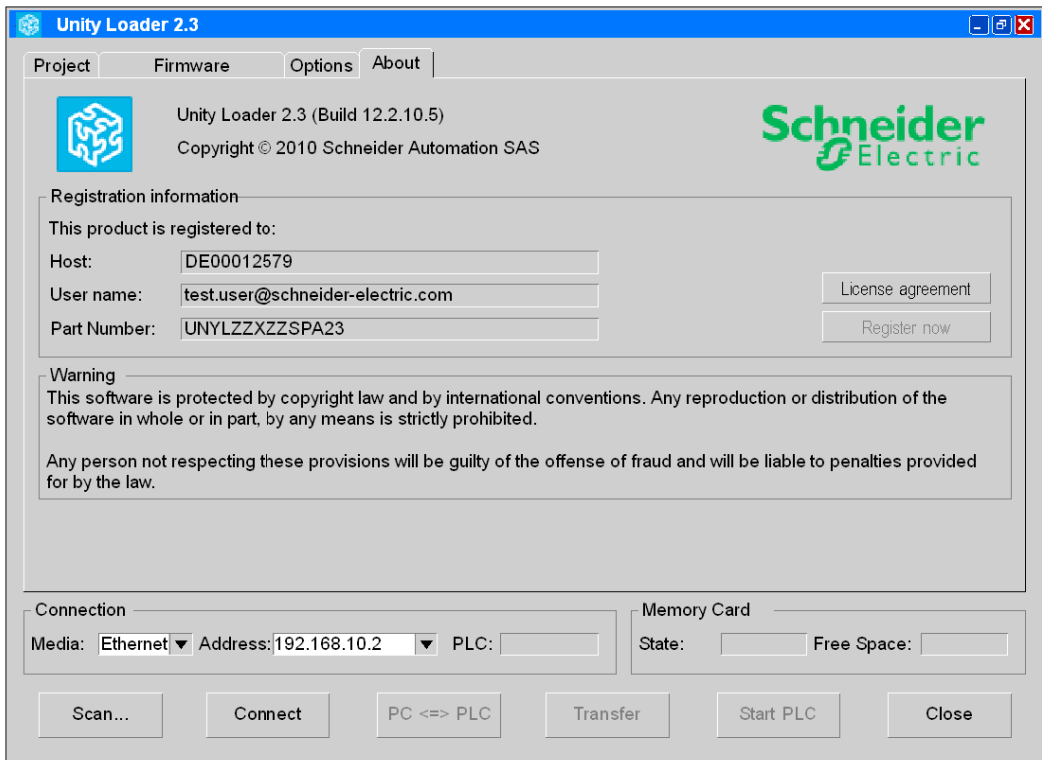 Unity Loader 2.3
Project Firmware Options About
Unity Loader 2.3 (Build 12.2.10.5)
Copyright © 2010 Schneider Automation SAS
Schneider
Electric
Registration information
This product is registered to:
Host: DE00012579
User name: test.user@schneider-electric.com
Part Number: UNYLZZXZZSPA23
License agreement
Register now
Warning
This software is protected by copyright law and by international conventions. Any reproduction or distribution of the
software in whole or in part, by any means is strictly prohibited.
Any person not respecting these provisions will be guilty of the offense of fraud and will be liable to penalties provided
for by the law.
Connection
Media: Ethernet Address: 192.168.10.2 PLC:
Memory Card
State: Free Space:
Scan... Connect PC <=> PLC Transfer Start PLC Close